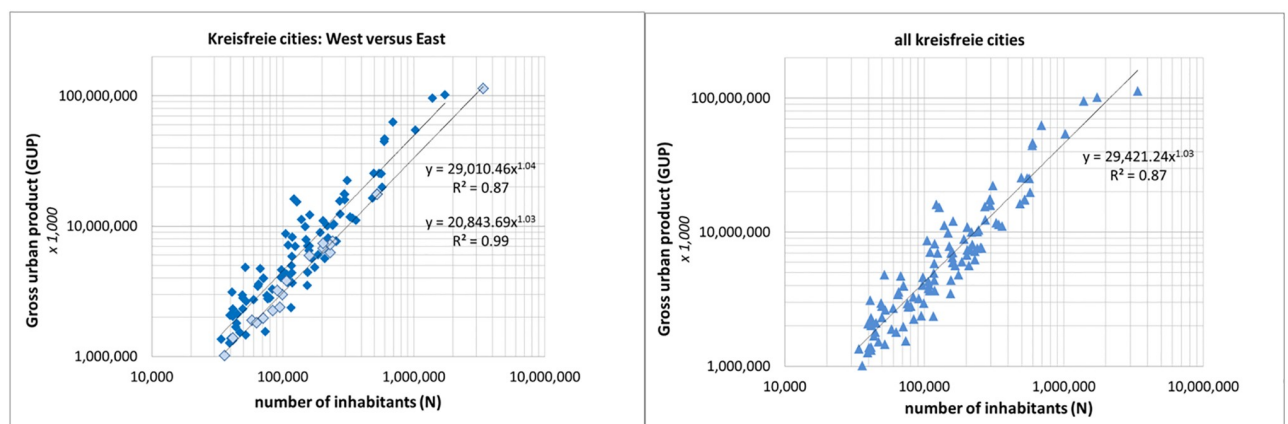 Kreisfreie cities: West versus East
100,000,000
10,000,000
1,000,000
10,000
100,000
1,000,000
10,000,000
Gross urban product (GUP)
x 1,000
number of inhabitants (N)
y = 29,010.46x^1.04
R² = 0.87
y = 20,843.69x^1.03
R² = 0.99
all kreisfreie cities
100,000,000
10,000,000
1,000,000
10,000
100,000
1,000,000
10,000,000
Gross urban product (GUP)
x 1,000
number of inhabitants (N)
y = 29,421.24x^1.03
R² = 0.87